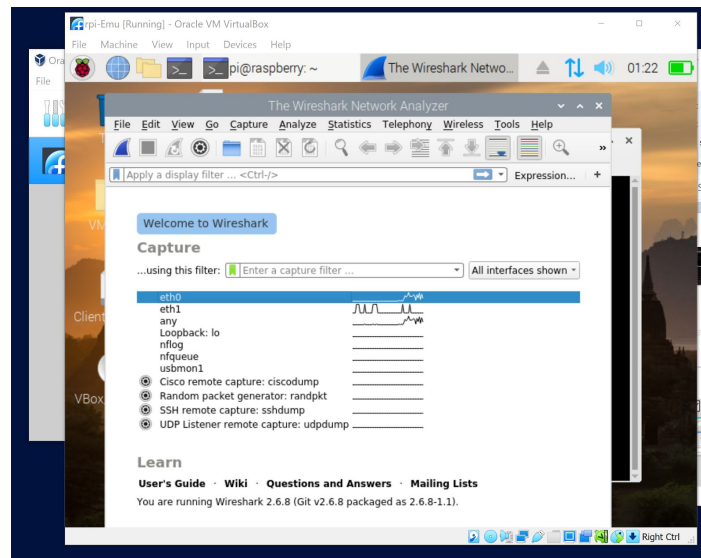 rpi-Emu [Running] - Oracle VM VirtualBox
File Machine View Input Devices Help
Ora
File
pi@raspberry: ~
The Wireshark Netwo...
01:22
The Wireshark Network Analyzer
File Edit View Go Capture Analyze Statistics Telephony Wireless Tools Help
»
Apply a display filter ... <Ctrl-/>
Expression... +
Welcome to Wireshark
Capture
...using this filter: Enter a capture filter ... All interfaces shown
eth0
eth1
any
Loopback: lo
nflog
nfqueue
usbmon1
Cisco remote capture: ciscodump
Random packet generator: randpkt
SSH remote capture: sshdump
UDP Listener remote capture: udpdump
VM
Client
VBox
Learn
User's Guide · Wiki · Questions and Answers · Mailing Lists
You are running Wireshark 2.6.8 (Git v2.6.8 packaged as 2.6.8-1.1).
Right Ctrl